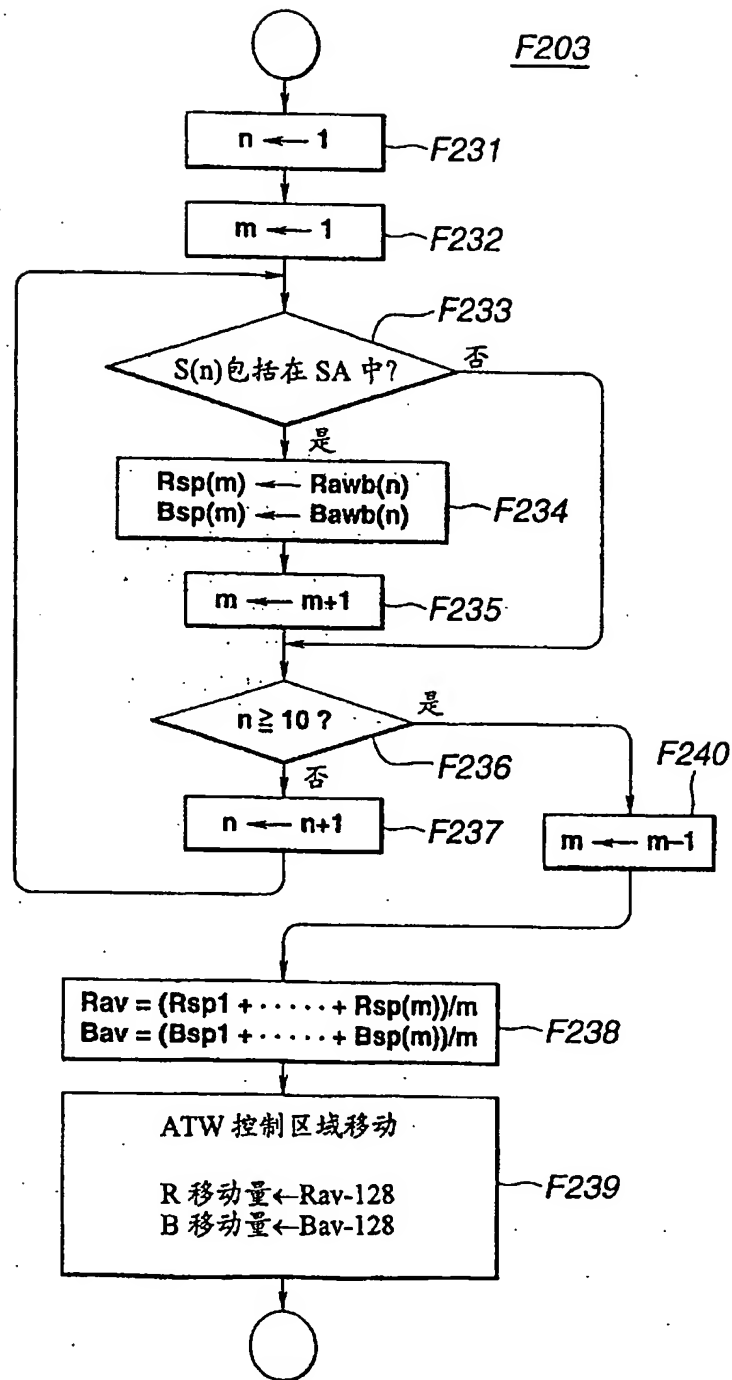 F203
n ← 1
F231
m ← 1
F232
F233
S(n)包括在 SA 中?
否
是
Rsp(m) ← Rawb(n)
Bsp(m) ← Bawb(n)
F234
m ← m+1
F235
n ≧ 10 ?
是
F236
否
F240
n ← n+1
F237
m ← m−1
Rav = (Rsp1 + ····· + Rsp(m))/m
Bav = (Bsp1 + ····· + Bsp(m))/m
F238
ATW 控制区域移动
R 移动量←Rav-128
B 移动量←Bav-128
F239